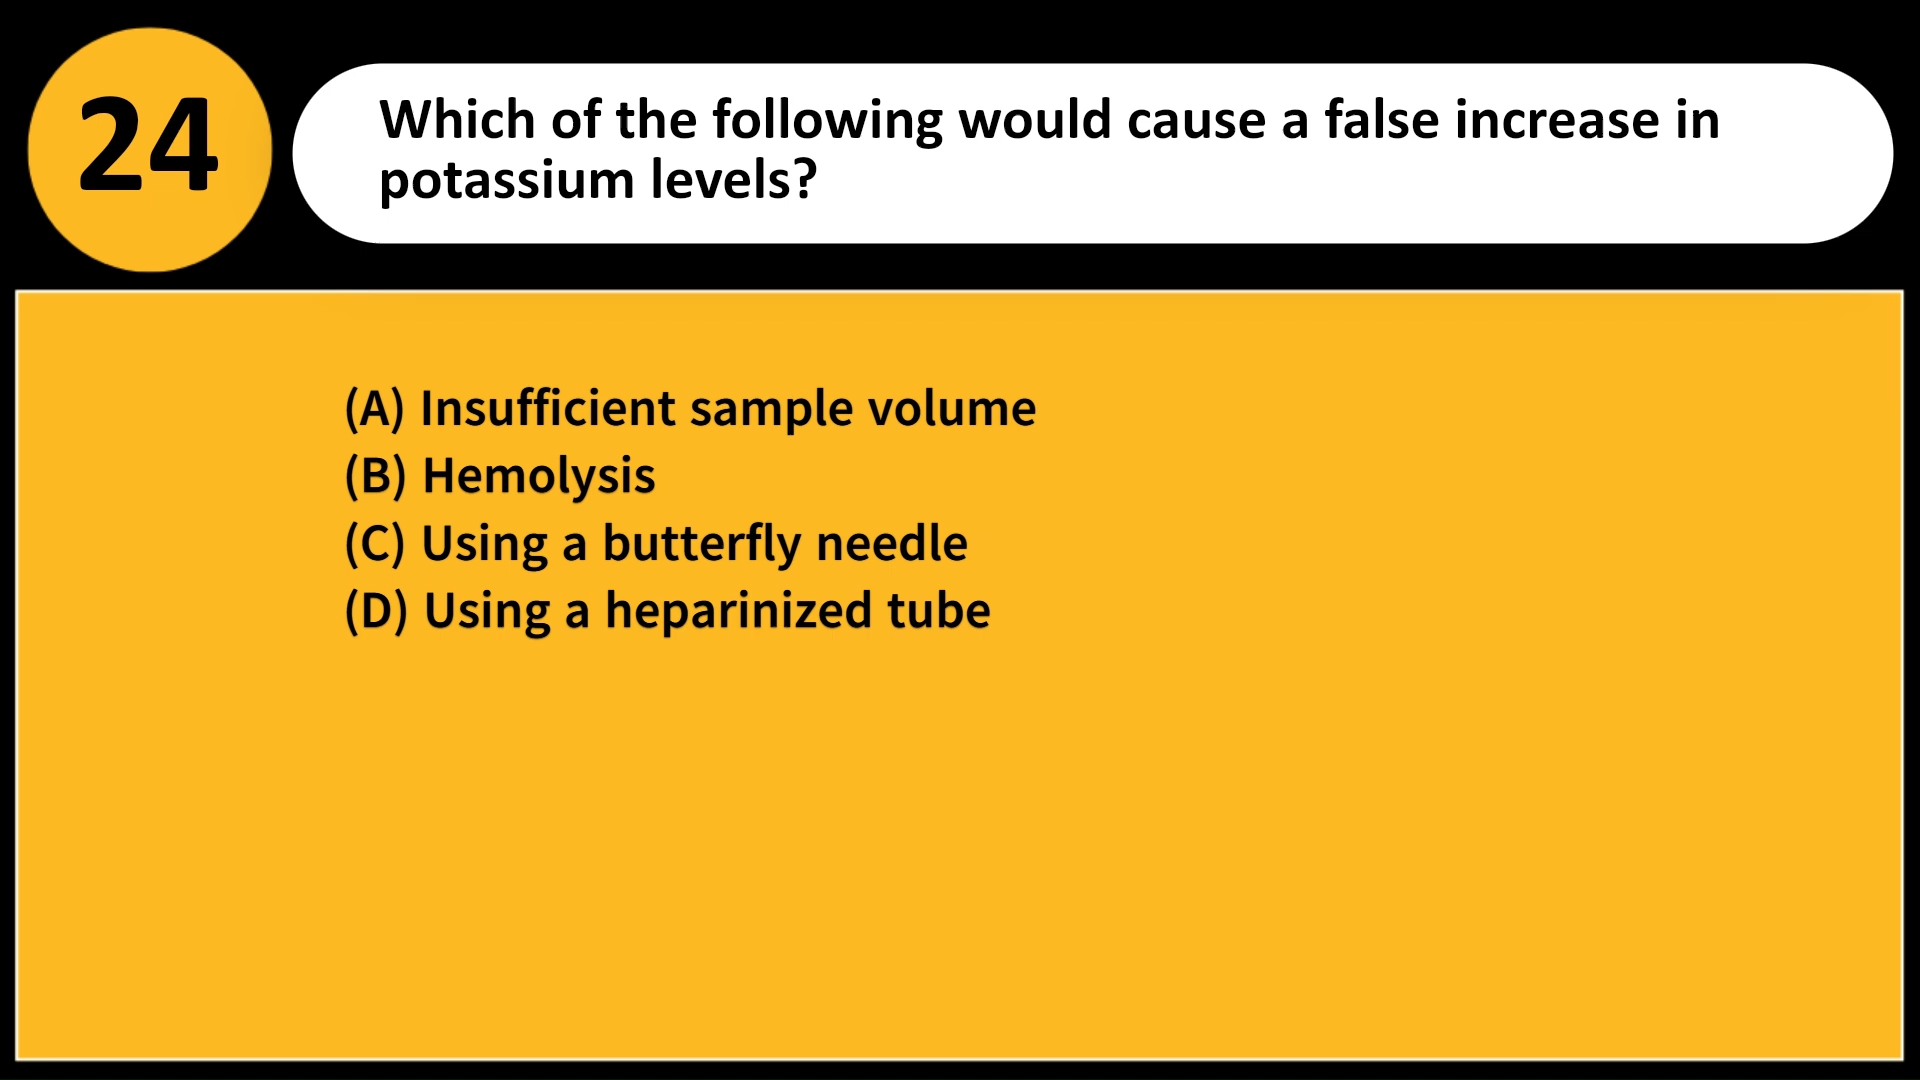 24
Which of the following would cause a false increase in
potassium levels?
(A) Insufficient sample volume
(B) Hemolysis
(C) Using a butterfly needle
(D) Using a heparinized tube